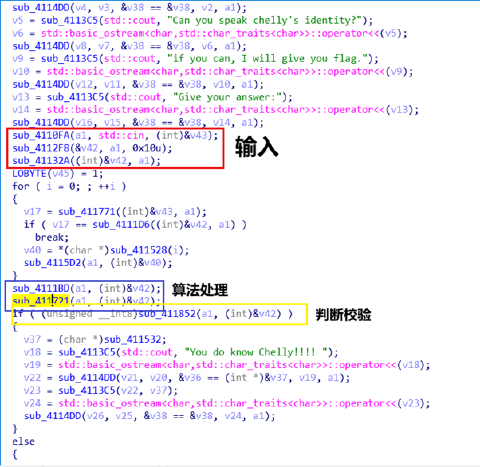 sub_4114DD(v4, v3, &v38 == &v38, v2, a1);
v5 = sub_4113C5(std::cout, "Can you speak chelly's identity?");
v6 = std::basic_ostream<char,std::char_traits<char>>::operator<<(v5);
sub_4114DD(v8, v7, &v38 == &v38, v6, a1);
v9 = sub_4113C5(std::cout, "if you can, I will give you flag.");
v10 = std::basic_ostream<char,std::char_traits<char>>::operator<<(v9);
sub_4114DD(v12, v11, &v38 == &v38, v10, a1);
v13 = sub_4113C5(std::cout, "Give your answer:");
v14 = std::basic_ostream<char,std::char_traits<char>>::operator<<(v13);
sub_4114DD(v16, v15, &v38 == &v38, v14, a1);
sub_4110FA(a1, std::cin, (int)&v43);
sub_4112F8(&v42, a1, 0x10u);
sub_41132A((int)&v42, a1);
输入
LOBYTE(v45) = 1;
for ( i = 0; ; ++i )
{
v17 = sub_411771((int)&v43, a1);
if ( v17 == sub_4111D6((int)&v42, a1) )
break;
v40 = *(char *)sub_411528(i);
sub_4115D2(a1, (int)&v40);
}
sub_4111BD(a1, (int)&v42);
算法处理
sub_411721(a1, (int)&v42);
if ( (unsigned __int8)sub_411852(a1, (int)&v42) )
判断校验
{
v37 = (char *)sub_411532;
v18 = sub_4113C5(std::cout, "You do know Chelly!!!! ");
v19 = std::basic_ostream<char,std::char_traits<char>>::operator<<(v18);
v22 = sub_4114DD(v21, v20, &v36 == (int *)&v37, v19, a1);
v23 = sub_4113C5(v22, v37);
v24 = std::basic_ostream<char,std::char_traits<char>>::operator<<(v23);
sub_4114DD(v26, v25, &v38 == &v38, v24, a1);
}
else
{